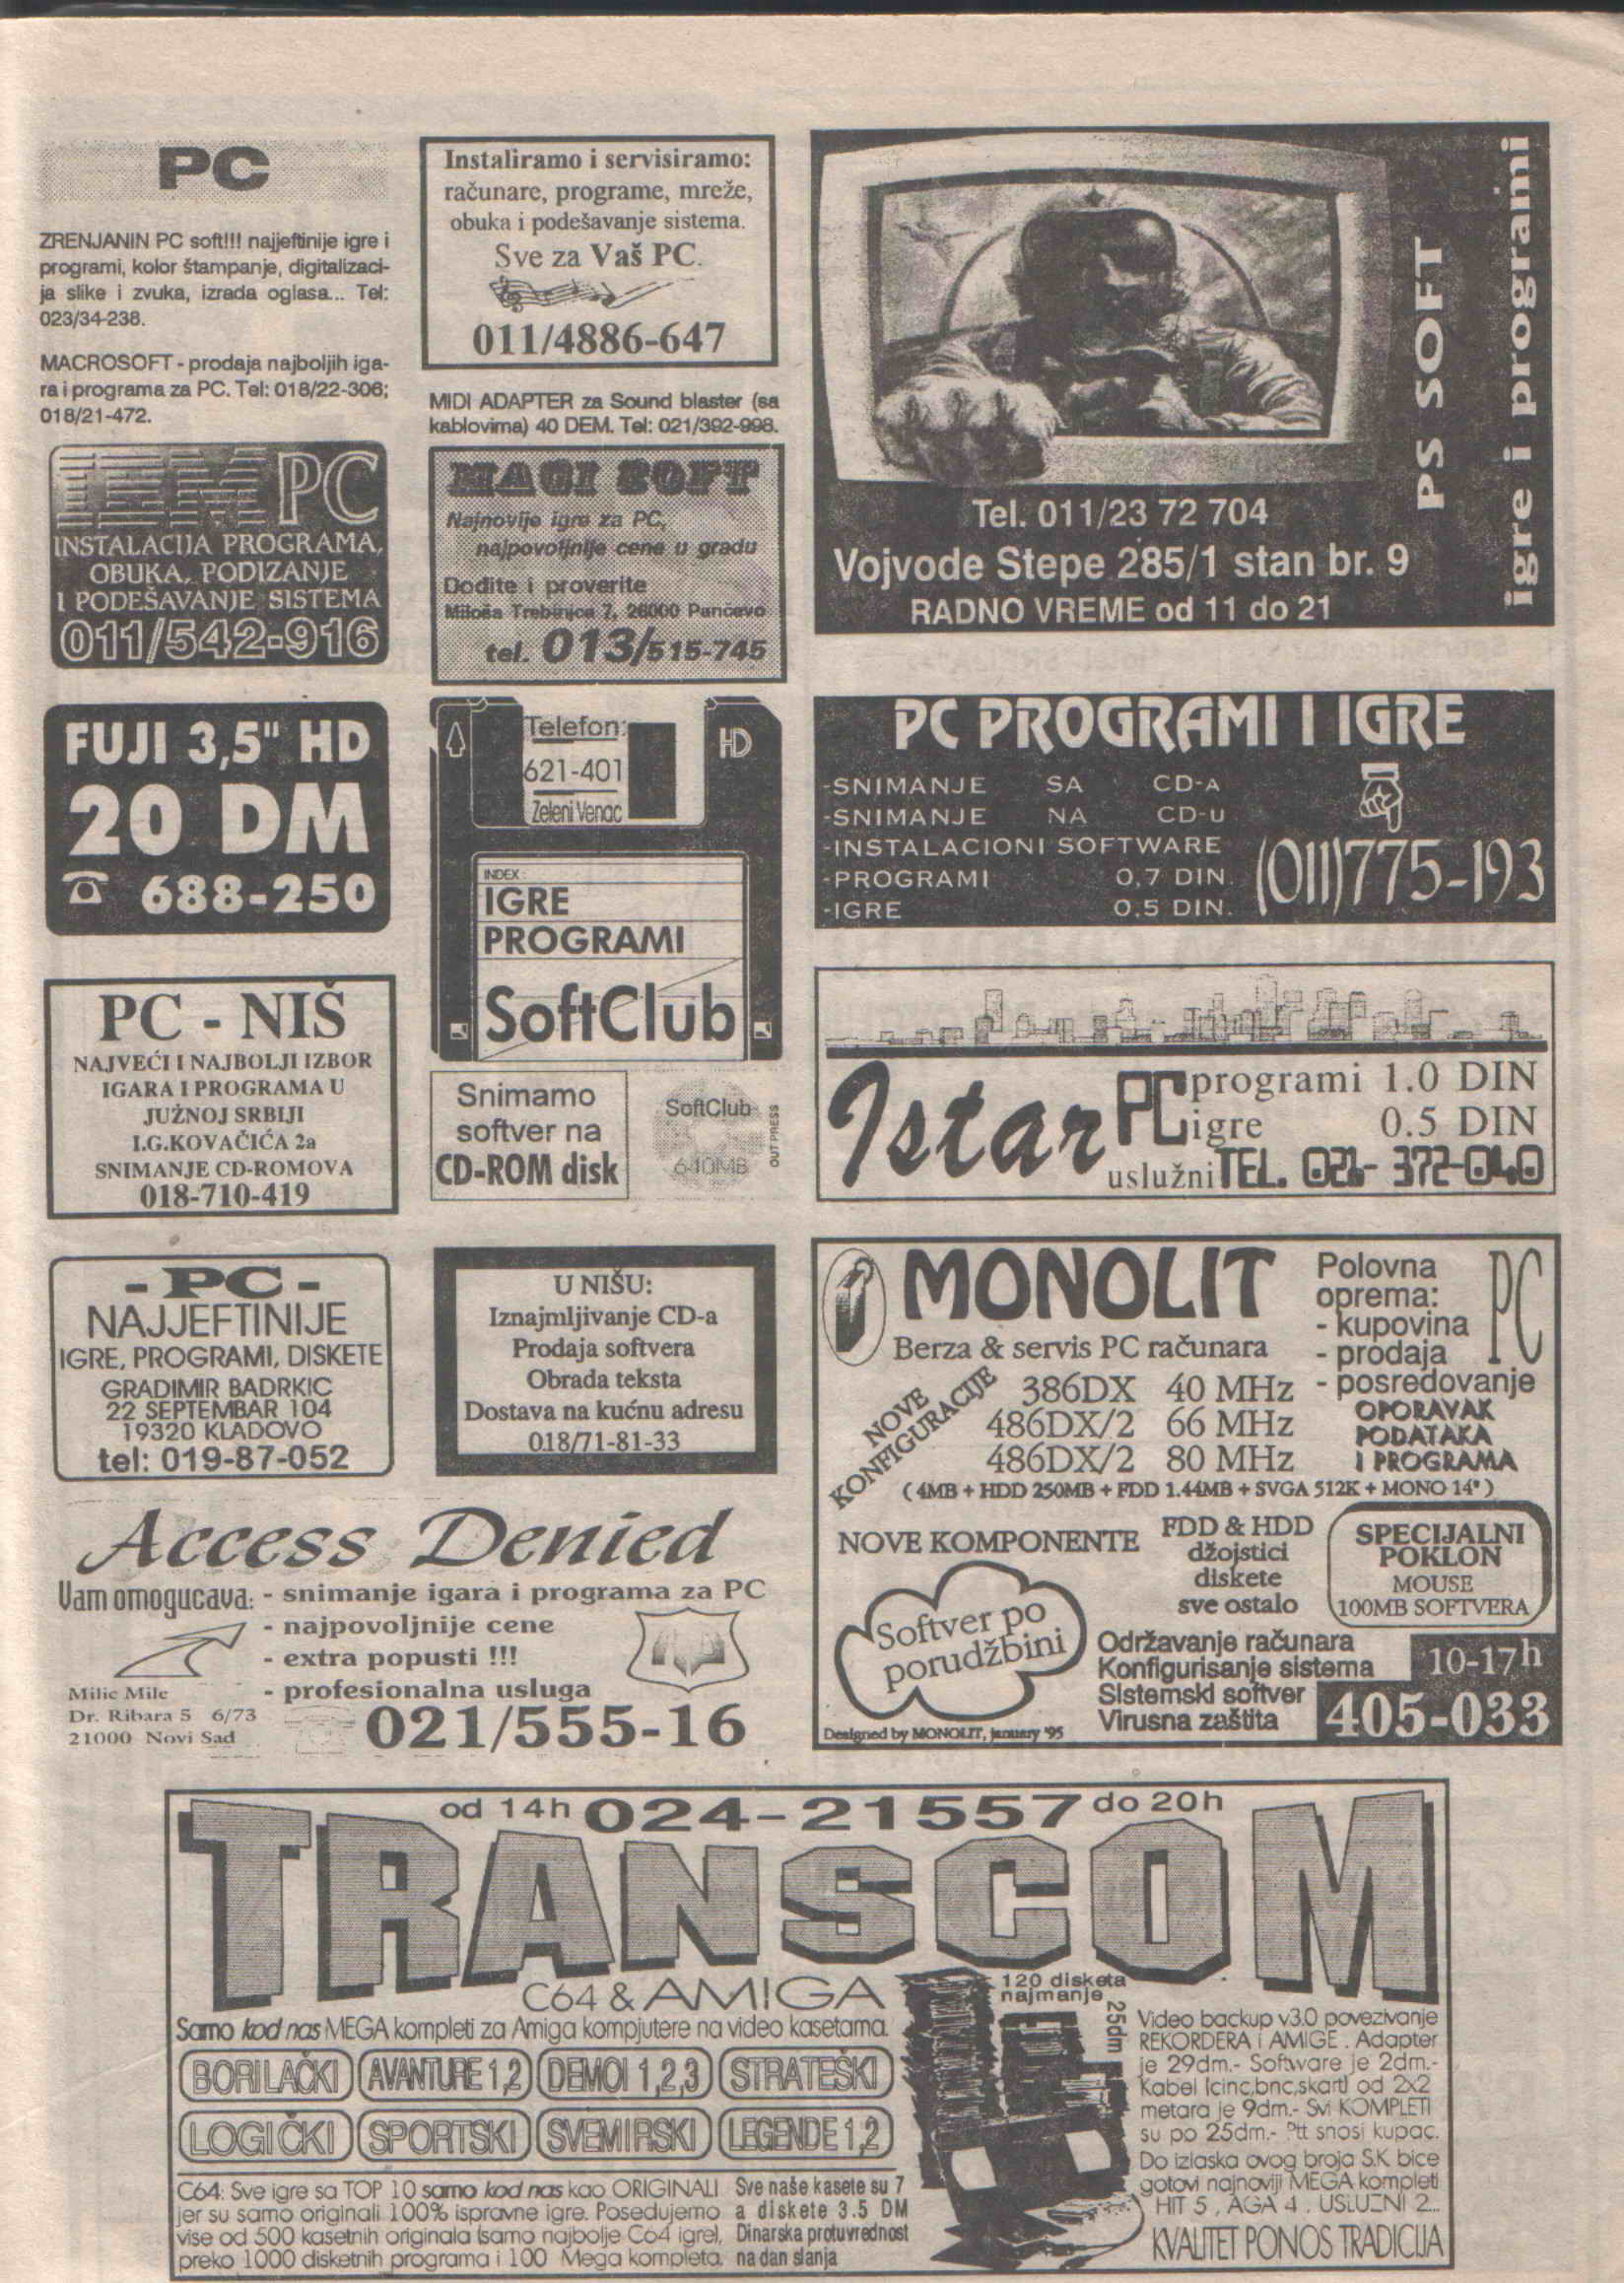 PC
ZRENJANIN PC soft!!! najjeftinije igre i
programi, kolor štampanje, digitalizaci-
ja slike i zvuka, izrada oglasa... Tel:
023/34-238.
MACROSOFT - prodaja najboljih iga-
ra i programa za PC. Tel: 018/22-306;
018/21-472.
PC
INSTALACIJA PROGRAMA,
OBUKA, PODIZANJE
I PODEŠAVANJE SISTEMA
011/542-916
FUJI 3,5" HD
20 DM
☎ 688-250
PC - NIŠ
NAJVEĆI I NAJBOLJI IZBOR
IGARA I PROGRAMA U
JUŽNOJ SRBIJI
I.G.KOVAČIĆA 2a
SNIMANJE CD-ROMOVA
018-710-419
- PC -
NAJJEFTINIJE
IGRE, PROGRAMI, DISKETE
GRADIMIR BADRKIC
22 SEPTEMBAR 104
19320 KLADOVO
tel: 019-87-052
Instaliramo i servisiramo:
računare, programe, mreže,
obuka i podešavanje sistema.
Sve za Vaš PC.
011/4886-647
MIDI ADAPTER za Sound blaster (sa
kablovima) 40 DEM. Tel: 021/392-998.
MAGI SOFT
Najnovije igre za PC,
najpovoljnije cene u gradu
Dodite i proverite
Miloša Trebinjca 7, 26000 Pancevo
tel. 013/515-745
Telefon:
621-401
Zeleni Venac
HD
INDEX:
IGRE
PROGRAMI
SoftClub
Snimamo
softver na
CD-ROM disk
SoftClub
640MB
OUT PRESS
U NIŠU:
Iznajmljivanje CD-a
Prodaja softvera
Obrada teksta
Dostava na kućnu adresu
018/71-81-33
Access Denied
Vam omogucava: - snimanje igara i programa za PC
- najpovoljnije cene
- extra popusti !!!
- profesionalna usluga
Milic Mile
Dr. Ribara 5 6/73
21000 Novi Sad
021/555-16
PS SOFT
igre i programi
Tel. 011/23 72 704
Vojvode Stepe 285/1 stan br. 9
RADNO VREME od 11 do 21
PC PROGRAMI I IGRE
-SNIMANJE SA CD-A
-SNIMANJE NA CD-U
-INSTALACIONI SOFTWARE
-PROGRAMI 0,7 DIN.
-IGRE 0.5 DIN.
(011)775-193
Istar PC programi 1.0 DIN
igre 0.5 DIN
uslužni TEL. 021-372-040
MONOLIT
Berza & servis PC računara
NOVE
KONFIGURACIJE
386DX 40 MHz
486DX/2 66 MHz
486DX/2 80 MHz
( 4MB + HDD 250MB + FDD 1.44MB + SVGA 512K + MONO 14" )
PC
Polovna
oprema:
- kupovina
- prodaja
- posredovanje
OPORAVAK
PODATAKA
I PROGRAMA
NOVE KOMPONENTE
FDD & HDD
džojstici
diskete
sve ostalo
SPECIJALNI
POKLON
MOUSE
100MB SOFTVERA
Softver po
porudžbini
Održavanje računara
Konfigurisanje sistema
Sistemski softver
Virusna zaštita
10-17h
405-033
Designed by MONOLIT, january '95
od 14h 024-21557 do 20h
TRANSCOM
C64 & AMIGA
Samo kod nas MEGA kompleti za Amiga kompjutere na video kasetama.
BORILAČKI AVANTURE 1,2 DEMOI 1,2,3 STRATEŠKI
LOGIČKI SPORTSKI SVEMIRSKI LEGENDE 1,2
C64: Sve igre sa TOP 10 samo kod nas kao ORIGINALI
jer su samo originali 100% ispravne igre. Posedujemo
vise od 500 kasetnih originala (samo najbolje C64 igre),
preko 1000 disketnih programa i 100 Mega kompleta.
Sve naše kasete su 7
a diskete 3.5 DM
Dinarska protuvrednost
na dan slanja
120 disketa
najmanje
25dm
Video backup v3.0 povezivanje
REKORDERA i AMIGE. Adapter
je 29dm.- Software je 2dm.-
Kabel (cinc,bnc,skart) od 2x2
metara je 9dm.- Svi KOMPLETI
su po 25dm.- Ptt snosi kupac.
Do izlaska ovog broja S.K bice
gotovi najnoviji MEGA kompleti
HIT 5 , AGA 4 . USLUZNI 2...
KVALITET PONOS TRADICIJA